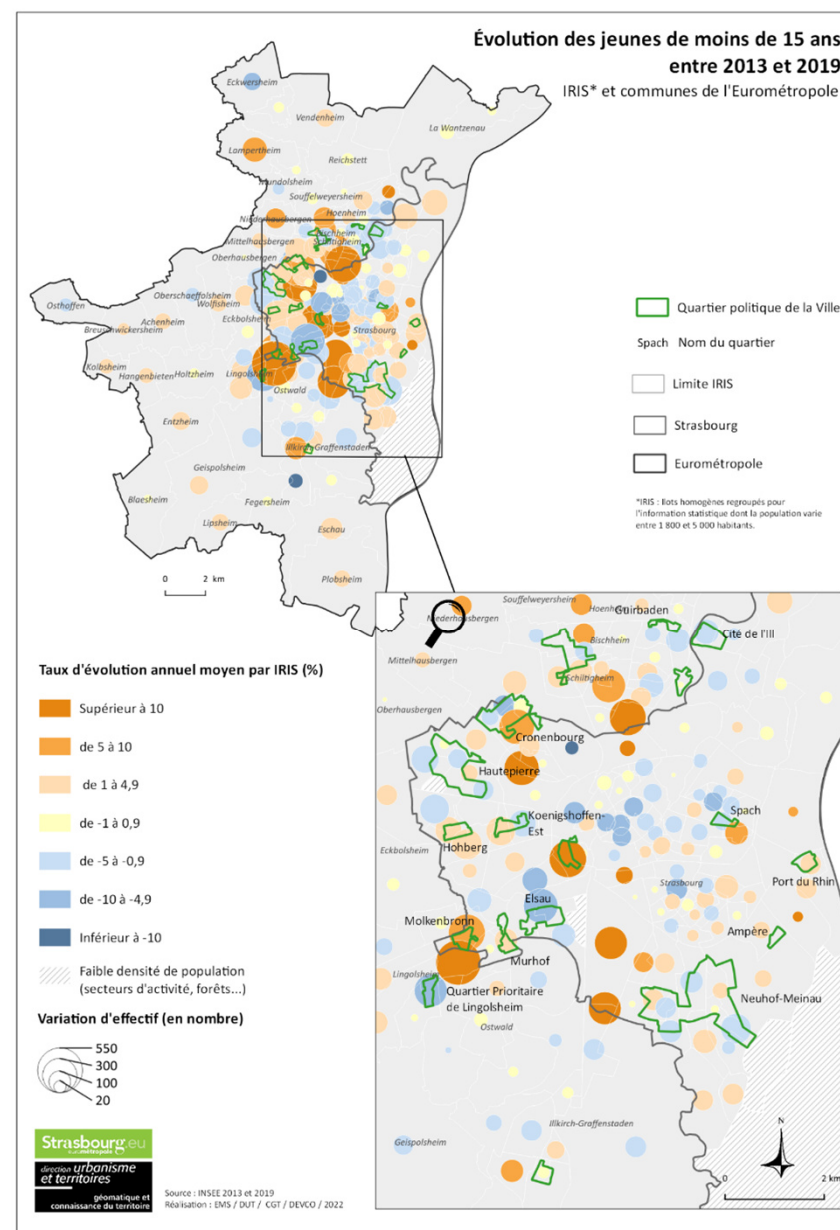 Évolution des jeunes de moins de 15 ans
entre 2013 et 2019
IRIS* et communes de l'Eurométropole
Eckwersheim
Vendenheim
La Wantzenau
Lampertheim
Reichstett
Mundolsheim
Souffelweyersheim
Niederhausbergen
Hoenheim
Bischheim
Mittelhausbergen
Schiltigheim
Oberhausbergen
Oberschaeffolsheim
Osthoffen
Wolfisheim
Achenheim
Eckbolsheim
Breuschwickersheim
Strasbourg
Kolbsheim
Hangenbieten
Holtzheim
Lingolsheim
Ostwald
Entzheim
Illkirch-Graffenstaden
Geispolsheim
Blaesheim
Fegersheim
Lipsheim
Eschau
Plobsheim
0 2 km
Quartier politique de la Ville
Spach Nom du quartier
Limite IRIS
Strasbourg
Eurométropole
*IRIS : îlots homogènes regroupés pour
l'information statistique dont la population varie
entre 1 800 et 5 000 habitants.
Taux d'évolution annuel moyen par IRIS (%)
Supérieur à 10
de 5 à 10
de 1 à 4,9
de -1 à 0,9
de -5 à -0,9
de -10 à -4,9
Inférieur à -10
Faible densité de population
(secteurs d'activité, forêts...)
Variation d'effectif (en nombre)
550
300
100
20
Souffelweyersheim
Hoenheim
Niederhausbergen
Guirbaden
Cité de l'Ill
Bischheim
Mittelhausbergen
Schiltigheim
Oberhausbergen
Cronenbourg
Hautepierre
Koenigshoffen-
Est
Spach
Hohberg
Eckbolsheim
Strasbourg
Port du Rhin
Elsau
Molkenbronn
Ampère
Murhof
Lingolsheim
Quartier Prioritaire
de Lingolsheim
Neuhof-Meinau
Ostwald
Illkirch-Graffenstaden
Geispolsheim
N
0 2 km
Strasbourg.eu
eurométropole
direction urbanisme
et territoires
géomatique et
connaissance du territoire
Source : INSEE 2013 et 2019
Réalisation : EMS / DUT / CGT / DEVCO / 2022